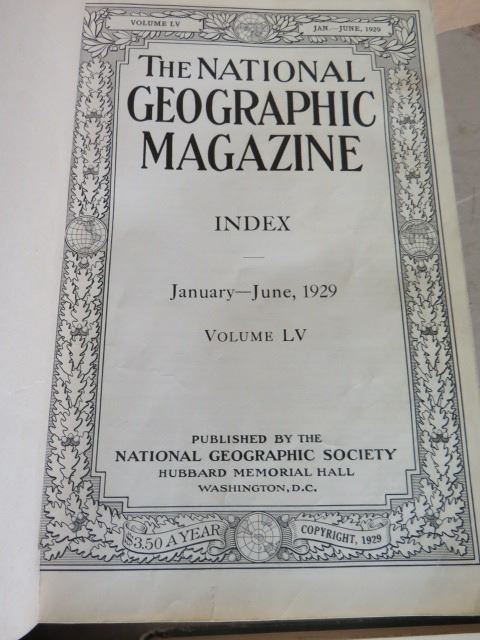 VOLUME LV
JAN.—JUNE, 1929
THE NATIONAL
GEOGRAPHIC
MAGAZINE
INDEX
January—June, 1929
VOLUME LV
PUBLISHED BY THE
NATIONAL GEOGRAPHIC SOCIETY
HUBBARD MEMORIAL HALL
WASHINGTON, D.C.
$3.50 A YEAR
COPYRIGHT, 1929